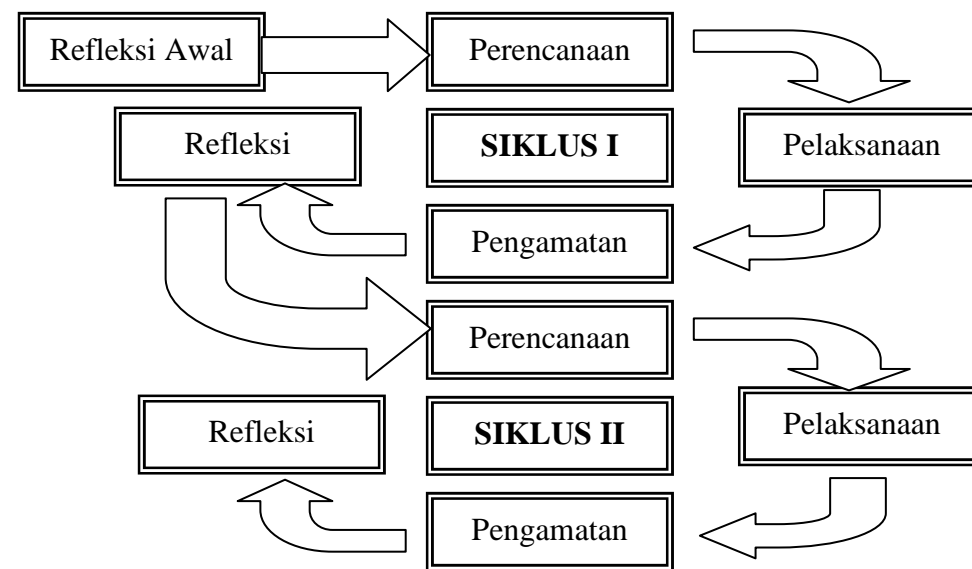 Refleksi Awal
Perencanaan
Refleksi
SIKLUS I
Pelaksanaan
Pengamatan
Perencanaan
Refleksi
SIKLUS II
Pelaksanaan
Pengamatan